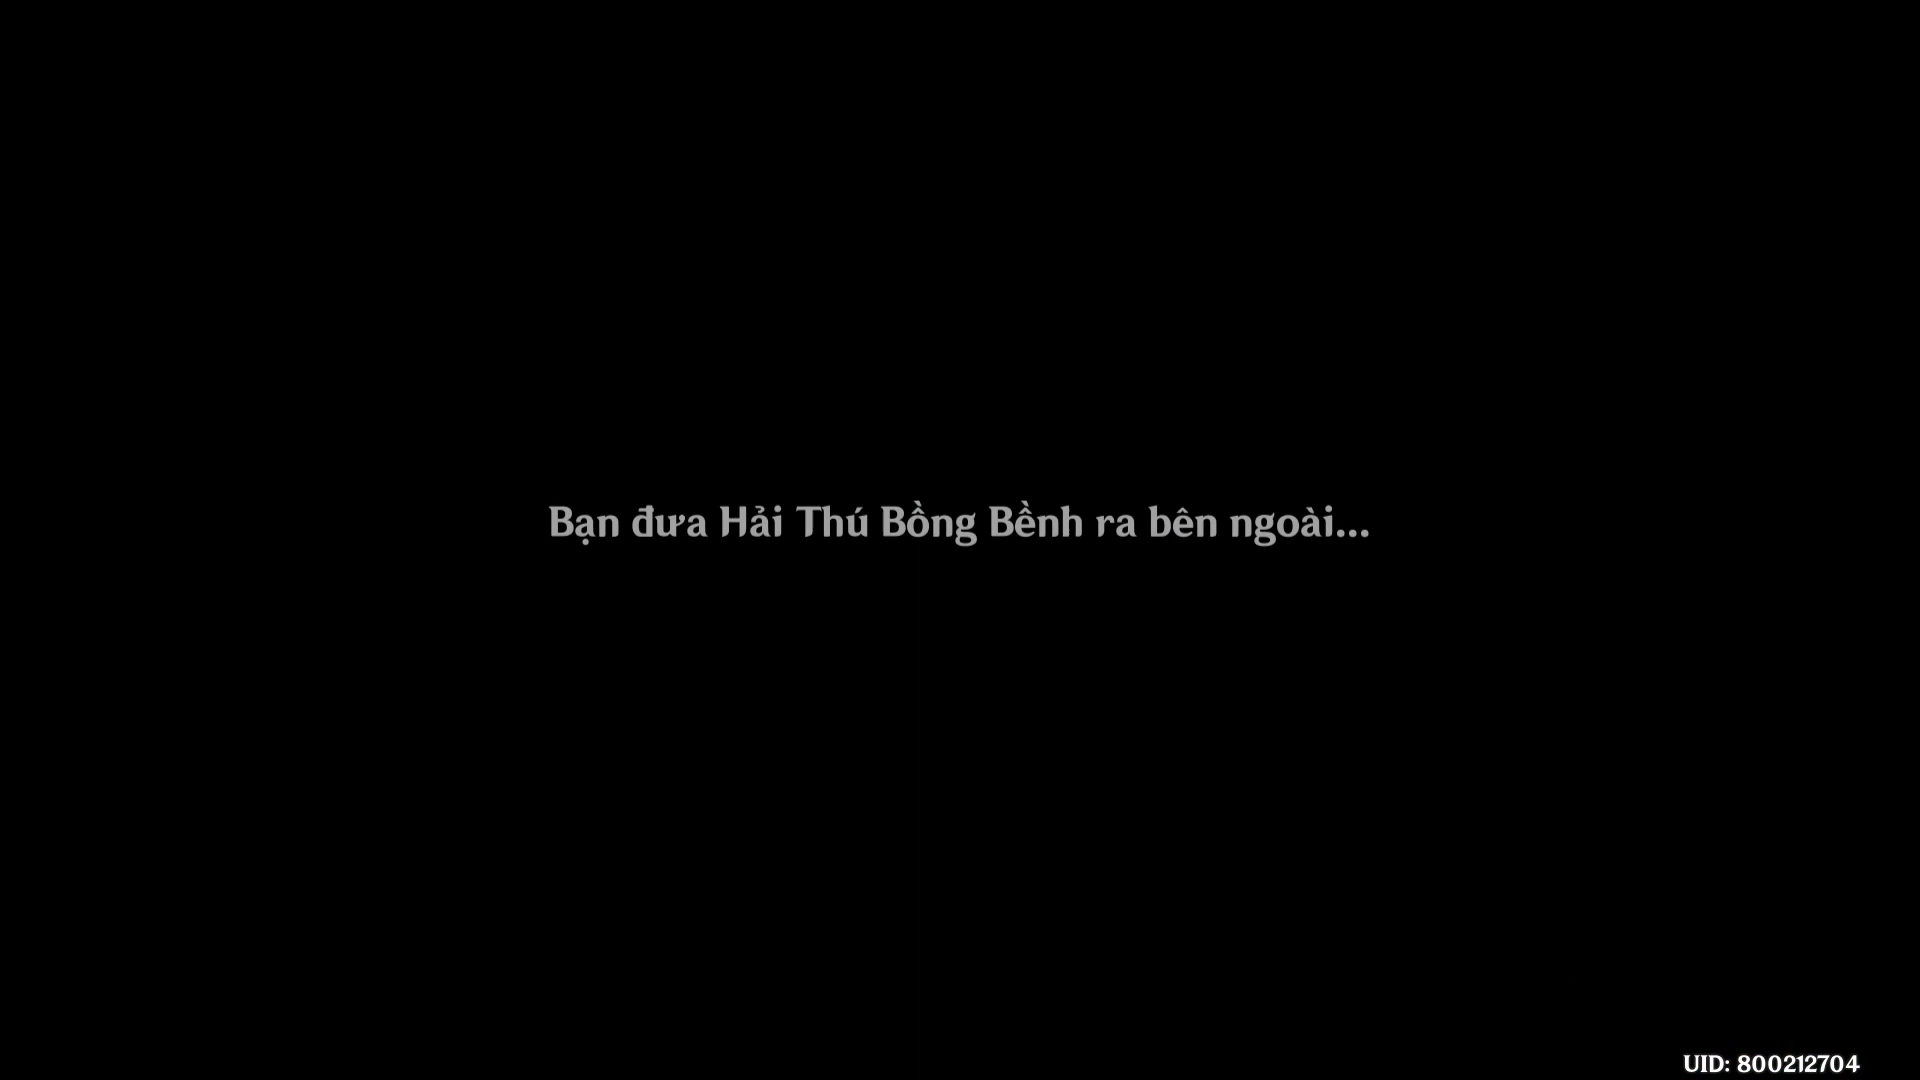 Bạn đưa Hải Thú Bồng Bềnh ra bên ngoài...
UID: 800212704